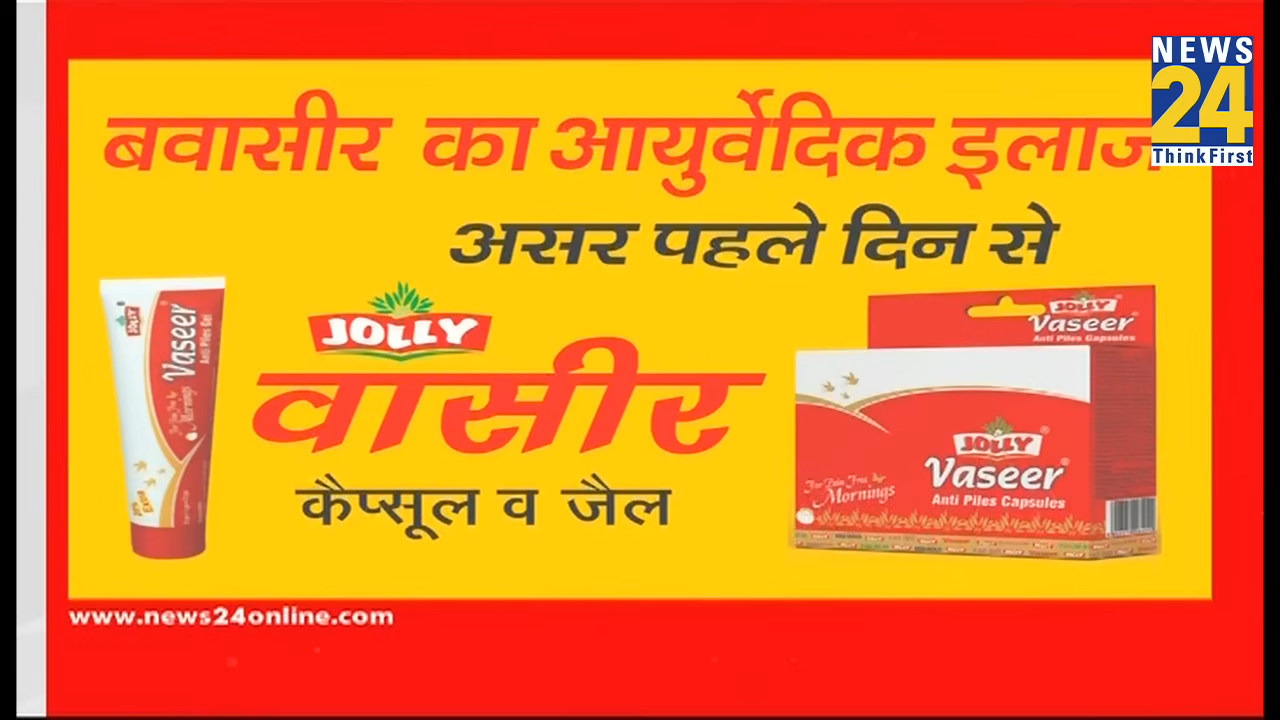 NEWS
24
ThinkFirst
बवासीर का आयुर्वेदिक इलाज
असर पहले दिन से
JOLLY
वासीर
कैप्सूल व जैल
JOLLY
Vaseer
Anti Piles Gel
Mornings
JOLLY
Vaseer
Anti Piles Capsules
JOLLY
Vaseer
Anti Piles Capsules
For Pain Free
Mornings
www.news24online.com